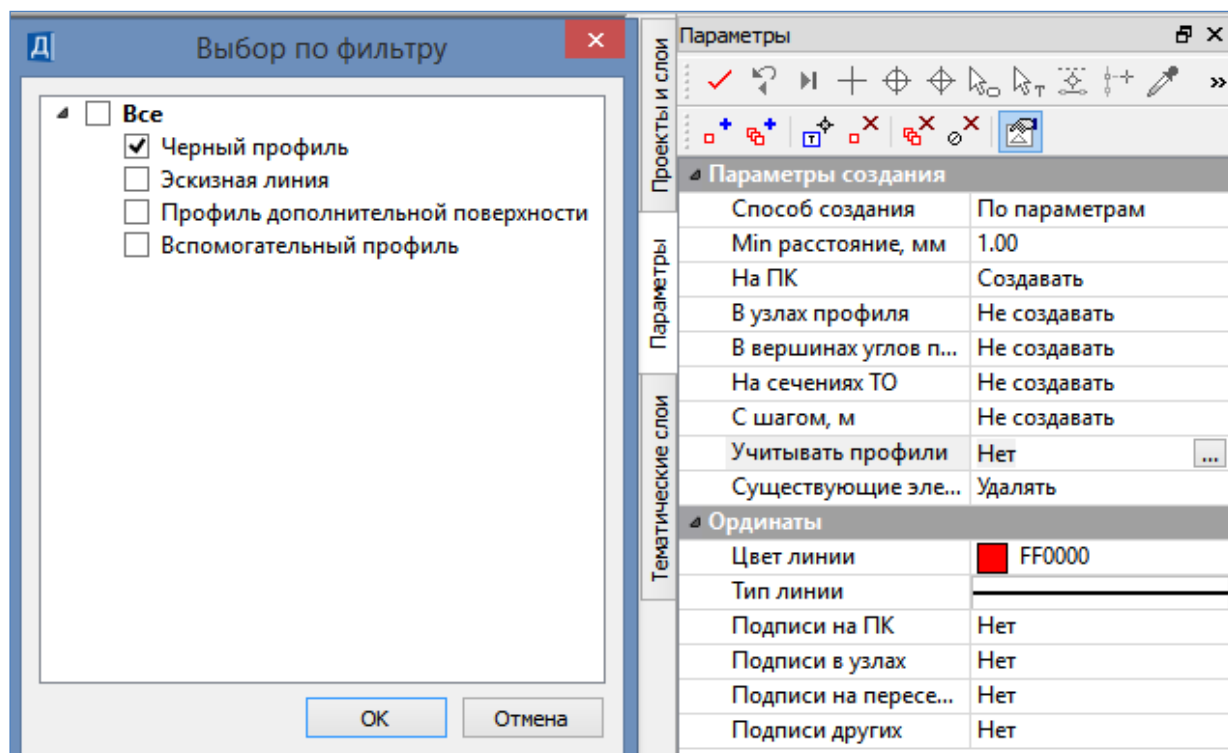 Д
Выбор по фильтру
Все
Черный профиль
Эскизная линия
Профиль дополнительной поверхности
Вспомогательный профиль
ОК Отмена
Проекты и слои
Параметры
Тематические слои
Параметры
Параметры создания
Способ создания По параметрам
Min расстояние, мм 1.00
На ПК Создавать
В узлах профиля Не создавать
В вершинах углов п... Не создавать
На сечениях ТО Не создавать
С шагом, м Не создавать
Учитывать профили Нет ...
Существующие эле... Удалять
Ординаты
Цвет линии FF0000
Тип линии
Подписи на ПК Нет
Подписи в узлах Нет
Подписи на пересе... Нет
Подписи других Нет